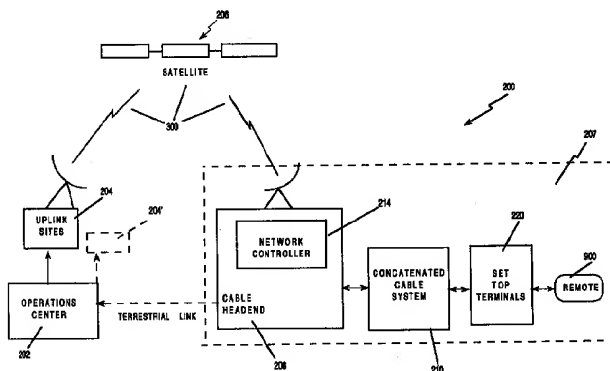 206
SATELLITE
200
300
207
204
UPLINK
SITES
204'
214
NETWORK
CONTROLLER
220
CONCATENATED
CABLE
SYSTEM
SET
TOP
TERMINALS
900
REMOTE
OPERATIONS
CENTER
202
TERRESTRIAL LINK
CABLE
HEADEND
208
210